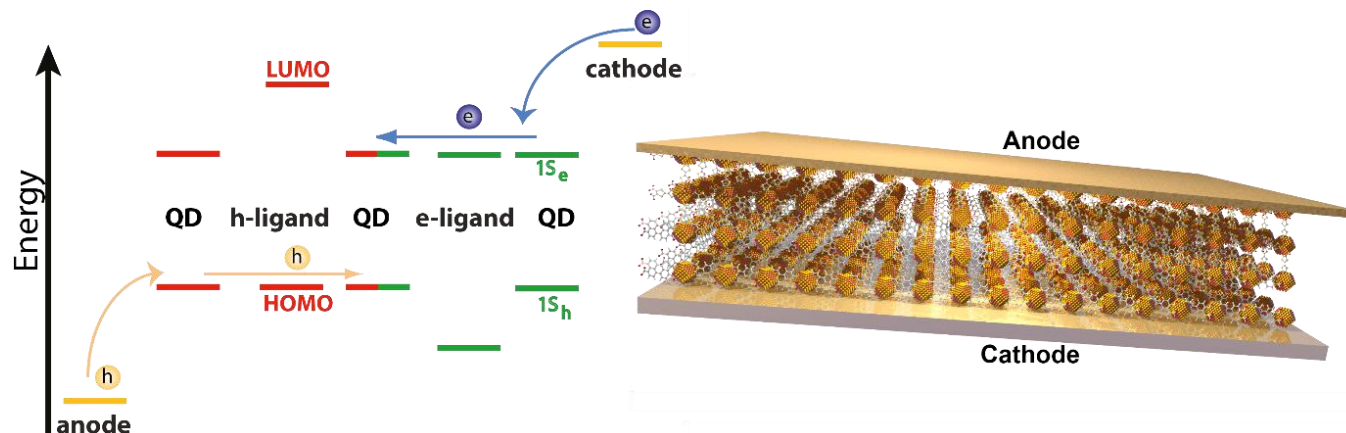 e
cathode
LUMO
e
1Se
QD
h-ligand
QD
e-ligand
QD
h
HOMO
1Sh
h
anode
Energy
Anode
Cathode